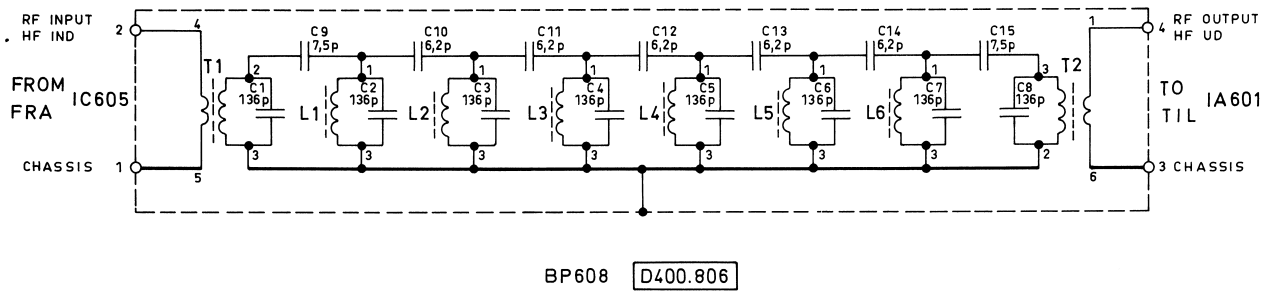 RF INPUT
HF IND
2
4
C9
7,5p
C10
6,2p
C11
6,2p
C12
6,2p
C13
6,2p
C14
6,2p
C15
7,5p
1
4
RF OUTPUT
HF UD
T1
2
1
1
1
1
1
1
3
T2
FROM
FRA
IC605
C1
136p
L1
C2
136p
L2
C3
136p
L3
C4
136p
L4
C5
136p
L5
C6
136p
L6
C7
136p
C8
136p
TO
TIL
IA601
3
3
3
3
3
3
3
2
CHASSIS
1
5
6
3
CHASSIS
BP608
D400.806